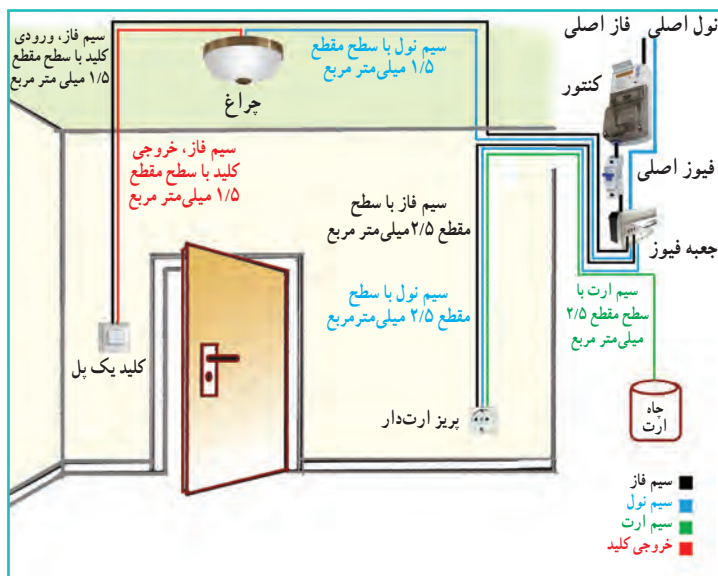 نول اصلی
فاز اصلی
کنتور
فیوز اصلی
جعبه فیوز
سیم فاز، ورودی
کلید با سطح مقطع
۱/۵ میلی متر مربع
چراغ
سیم نول با سطح مقطع
۱/۵ میلی‌متر مربع
سیم فاز، خروجی
کلید با سطح مقطع
۱/۵ میلی متر مربع
سیم فاز با سطح
مقطع ۲/۵میلی‌متر مربع
سیم نول با سطح
مقطع ۲/۵ میلی‌مترمربع
سیم ارت با
سطح مقطع ۲/۵
میلی‌متر مربع
کلید یک پل
پریز ارت‌دار
چاه
ارت
سیم فاز
سیم نول
سیم ارت
خروجی کلید